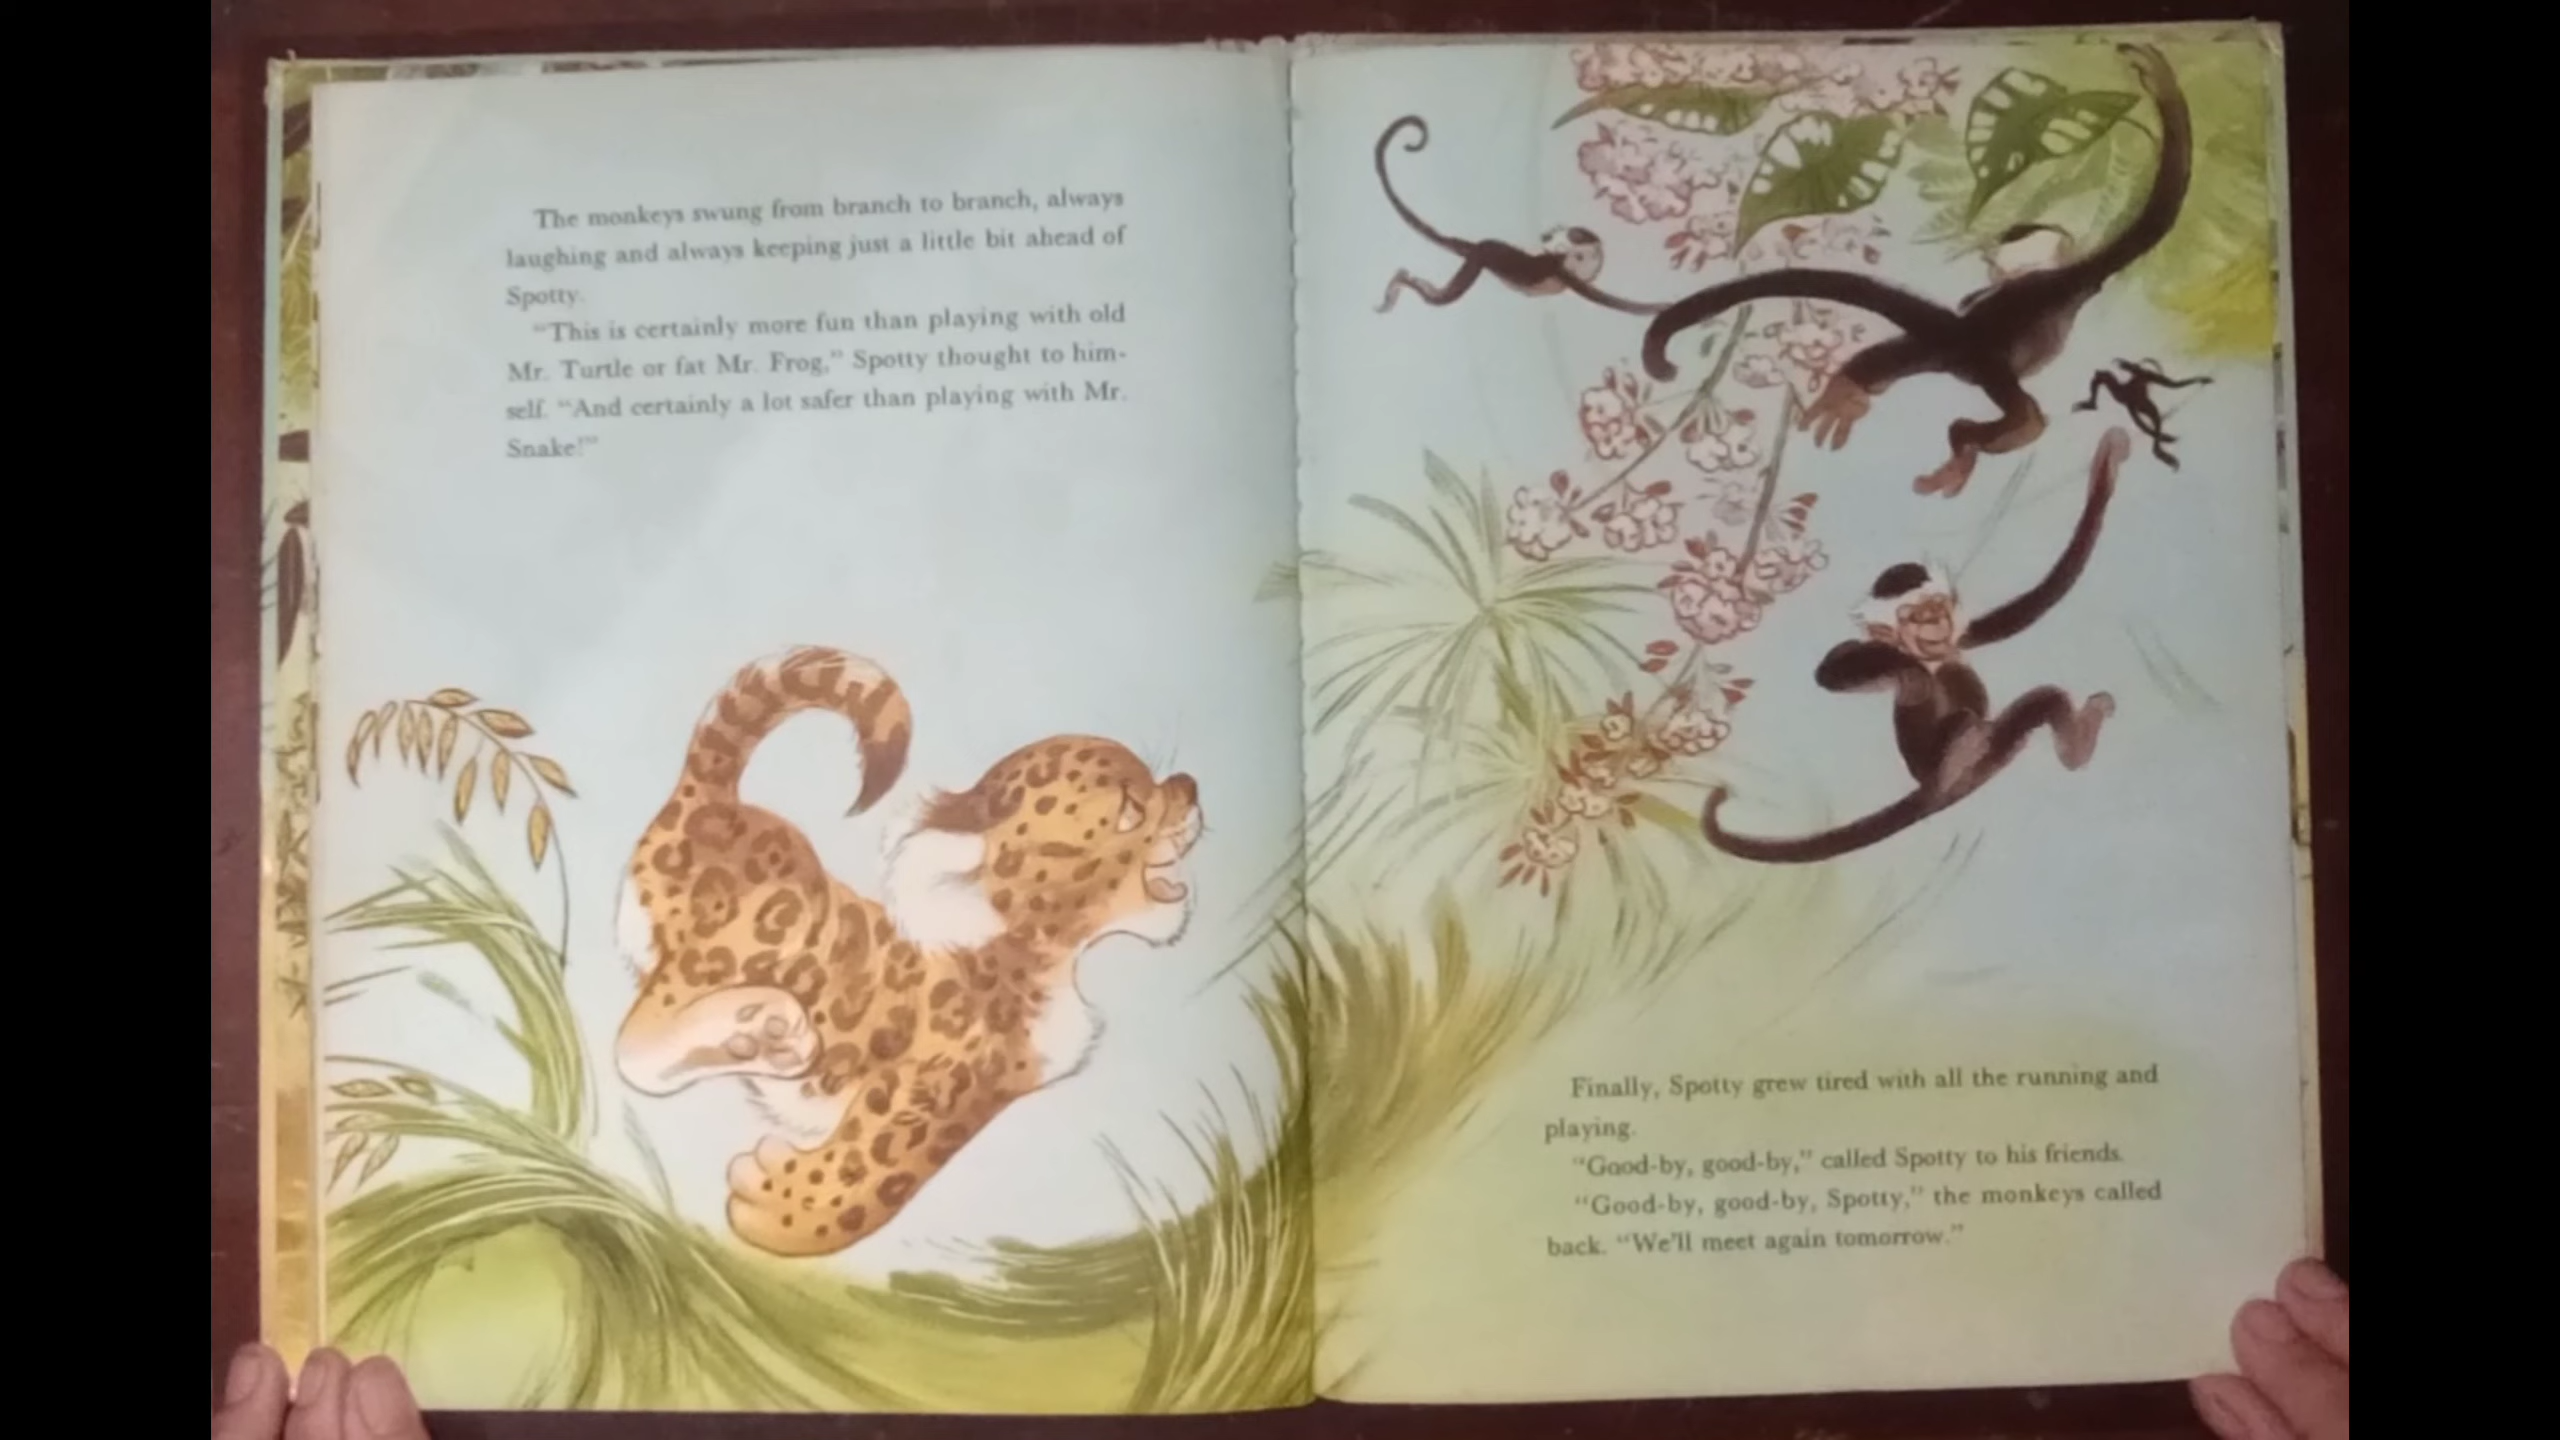 The monkeys swung from branch to branch, always
laughing and always keeping just a little bit ahead of
Spotty.
"This is certainly more fun than playing with old
Mr. Turtle or fat Mr. Frog," Spotty thought to him-
self. "And certainly a lot safer than playing with Mr.
Snake!"
Finally, Spotty grew tired with all the running and
playing.
"Good-by, good-by," called Spotty to his friends.
"Good-by, good-by, Spotty," the monkeys called
back. "We'll meet again tomorrow."